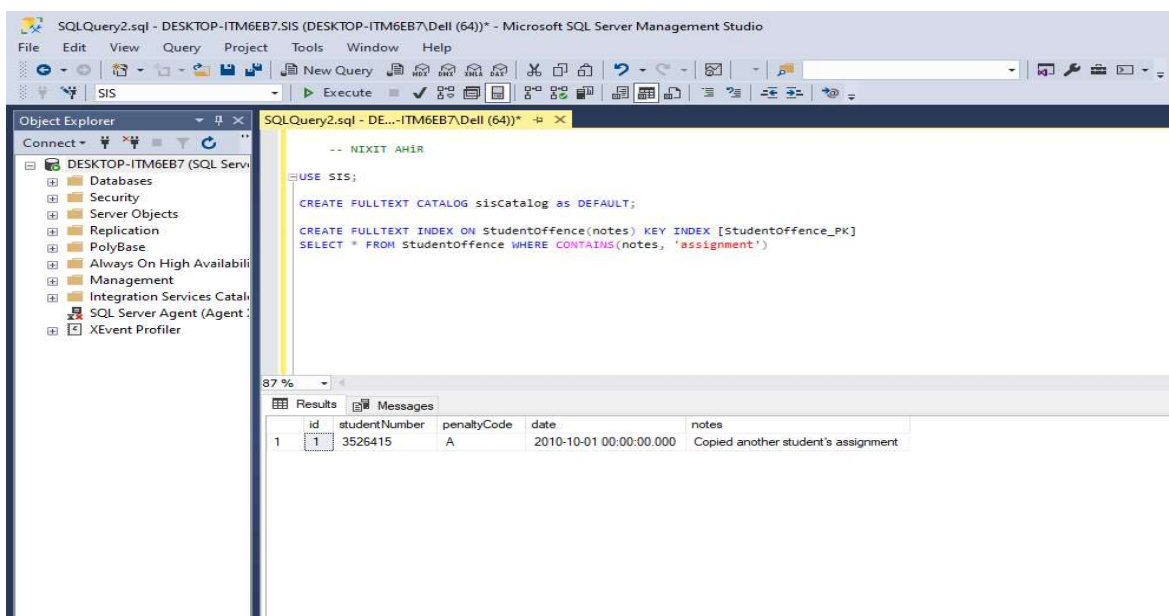 SQLQuery2.sql - DESKTOP-ITM6EB7.SIS (DESKTOP-ITM6EB7\Dell (64))* - Microsoft SQL Server Management Studio
File Edit View Query Project Tools Window Help
New Query MDX DMX XMLA DAX
SIS Execute
Object Explorer
SQLQuery2.sql - DE...-ITM6EB7\Dell (64))*
Connect
DESKTOP-ITM6EB7 (SQL Serv
Databases
Security
Server Objects
Replication
PolyBase
Always On High Availabili
Management
Integration Services Catal
SQL Server Agent (Agent
XEvent Profiler
-- NIXIT AHiR
USE SIS;
CREATE FULLTEXT CATALOG sisCatalog as DEFAULT;
CREATE FULLTEXT INDEX ON StudentOffence(notes) KEY INDEX [StudentOffence_PK]
SELECT * FROM StudentOffence WHERE CONTAINS(notes, 'assignment')
87 %
Results Messages
id studentNumber penaltyCode date notes
1 1 3526415 A 2010-10-01 00:00:00.000 Copied another student's assignment